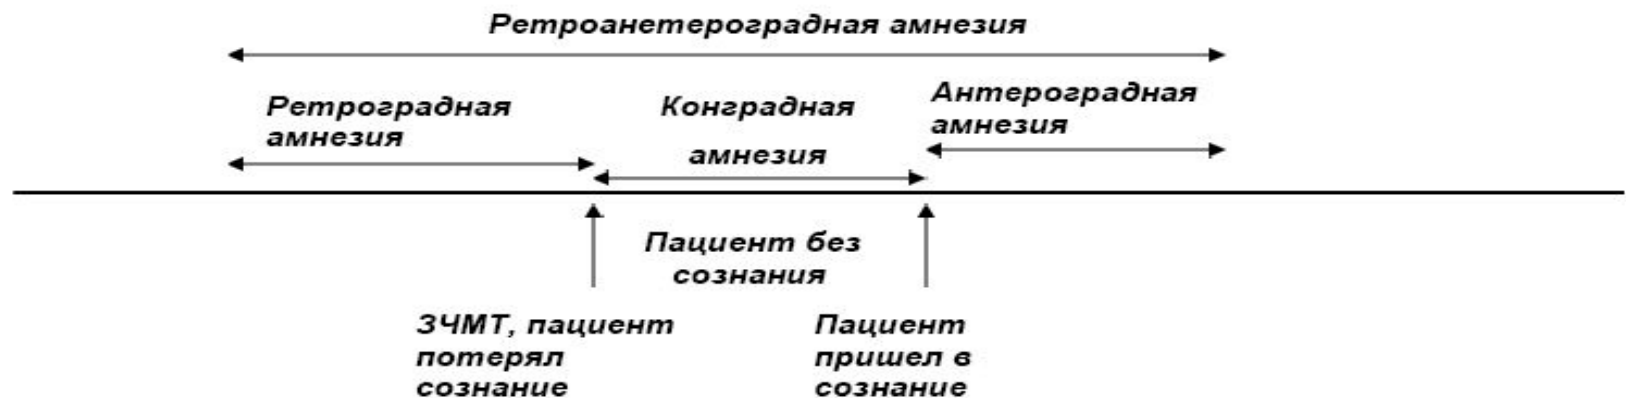 Ретроанетероградная амнезия
Ретроградная
амнезия
Конградная
амнезия
Антероградная
амнезия
Пациент без
сознания
ЗЧМТ, пациент
потерял
сознание
Пациент
пришел в
сознание